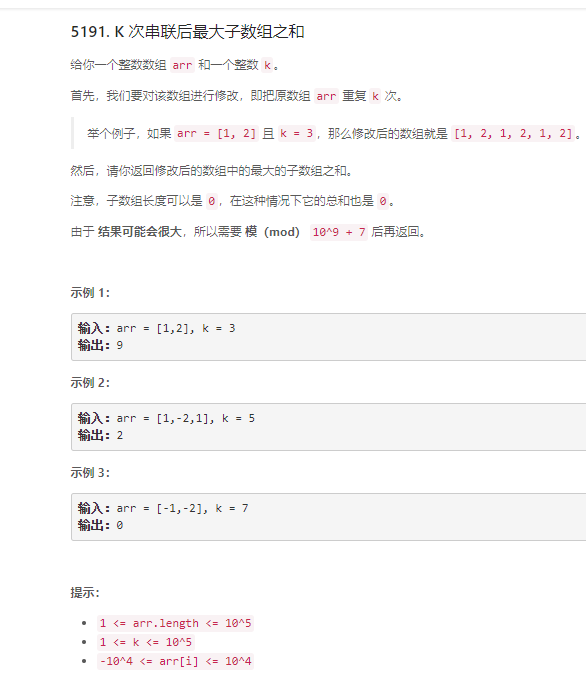 5191. K 次串联后最大子数组之和
给你一个整数数组 arr 和一个整数 k。
首先，我们要对该数组进行修改，即把原数组 arr 重复 k 次。
举个例子，如果 arr = [1, 2] 且 k = 3，那么修改后的数组就是 [1, 2, 1, 2, 1, 2]。
然后，请你返回修改后的数组中的最大的子数组之和。
注意，子数组长度可以是 0，在这种情况下它的总和也是 0。
由于 结果可能会很大，所以需要 模（mod） 10^9 + 7 后再返回。
示例 1：
输入：arr = [1,2], k = 3
输出：9
示例 2：
输入：arr = [1,-2,1], k = 5
输出：2
示例 3：
输入：arr = [-1,-2], k = 7
输出：0
提示：
• 1 <= arr.length <= 10^5
• 1 <= k <= 10^5
• -10^4 <= arr[i] <= 10^4